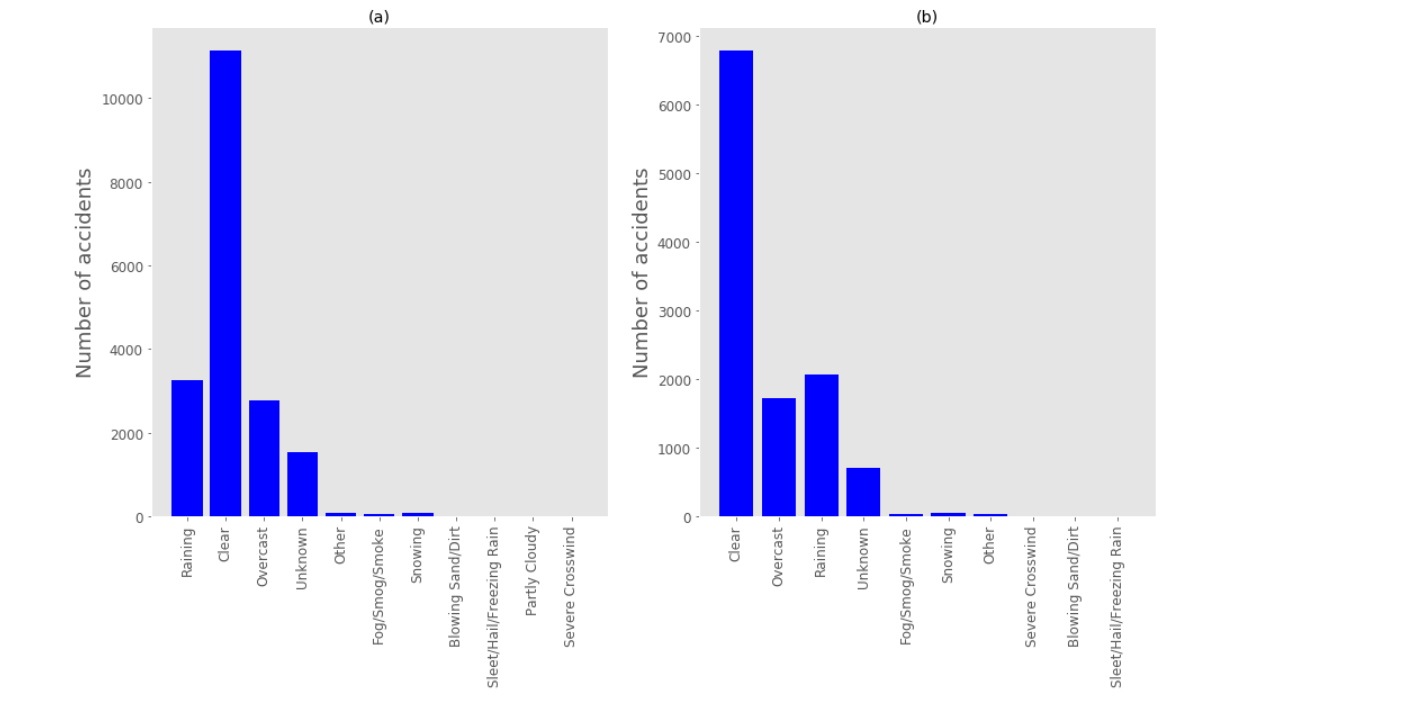 (a)
Number of accidents
10000
8000
6000
4000
2000
0
Raining
Clear
Overcast
Unknown
Other
Fog/Smog/Smoke
Snowing
Blowing Sand/Dirt
Sleet/Hail/Freezing Rain
Partly Cloudy
Severe Crosswind
(b)
Number of accidents
7000
6000
5000
4000
3000
2000
1000
0
Clear
Overcast
Raining
Unknown
Fog/Smog/Smoke
Snowing
Other
Severe Crosswind
Blowing Sand/Dirt
Sleet/Hail/Freezing Rain